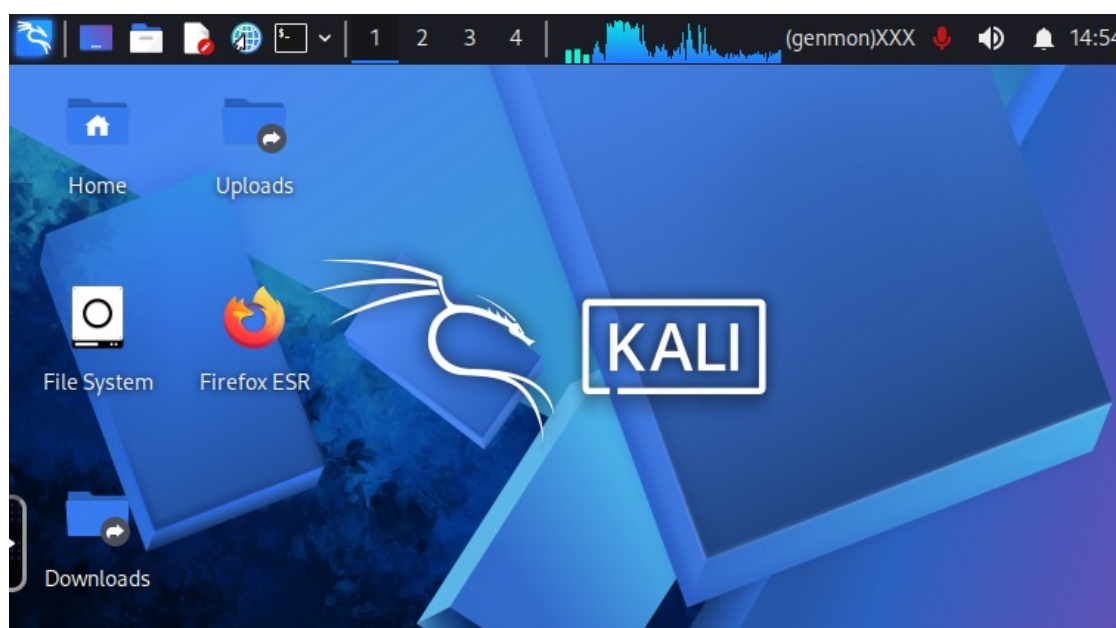 1 2 3 4 (genmon)XXX 14:54
Home Uploads
KALI
File System Firefox ESR
Downloads